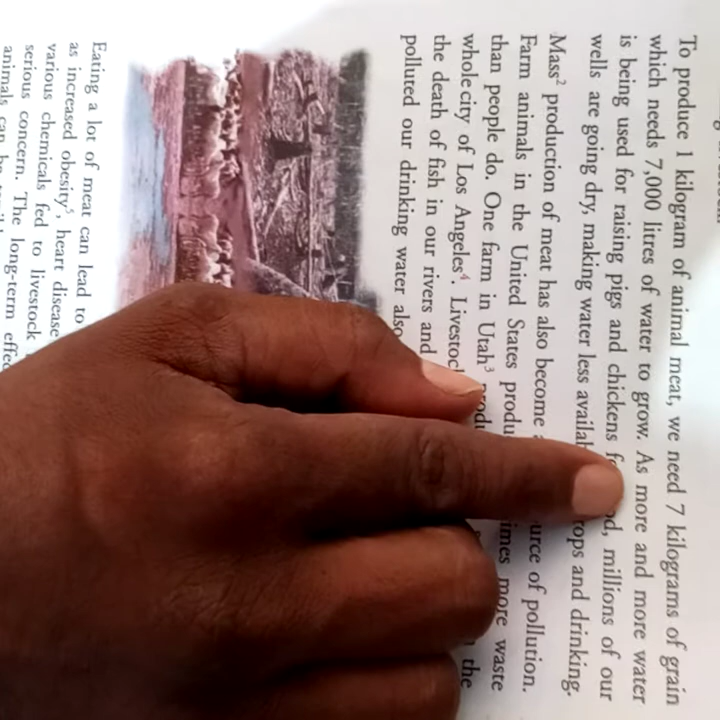 To produce 1 kilogram of animal meat, we need 7 kilograms of grain
which needs 7,000 litres of water to grow. As more and more water
is being used for raising pigs and chickens millions of our
wells are going dry, making water less and drinking.
Mass² production of meat has also become of pollution.
Farm animals in the United States more waste
than people do. One farm in Utah³
whole city of Los Angeles⁴. the
the death of fish in our rivers and
polluted our drinking water also
Eating a lot of meat can lead to
as increased obesity⁵, heart disease
various chemicals fed to livestock
serious concern. The long-term
animals can be